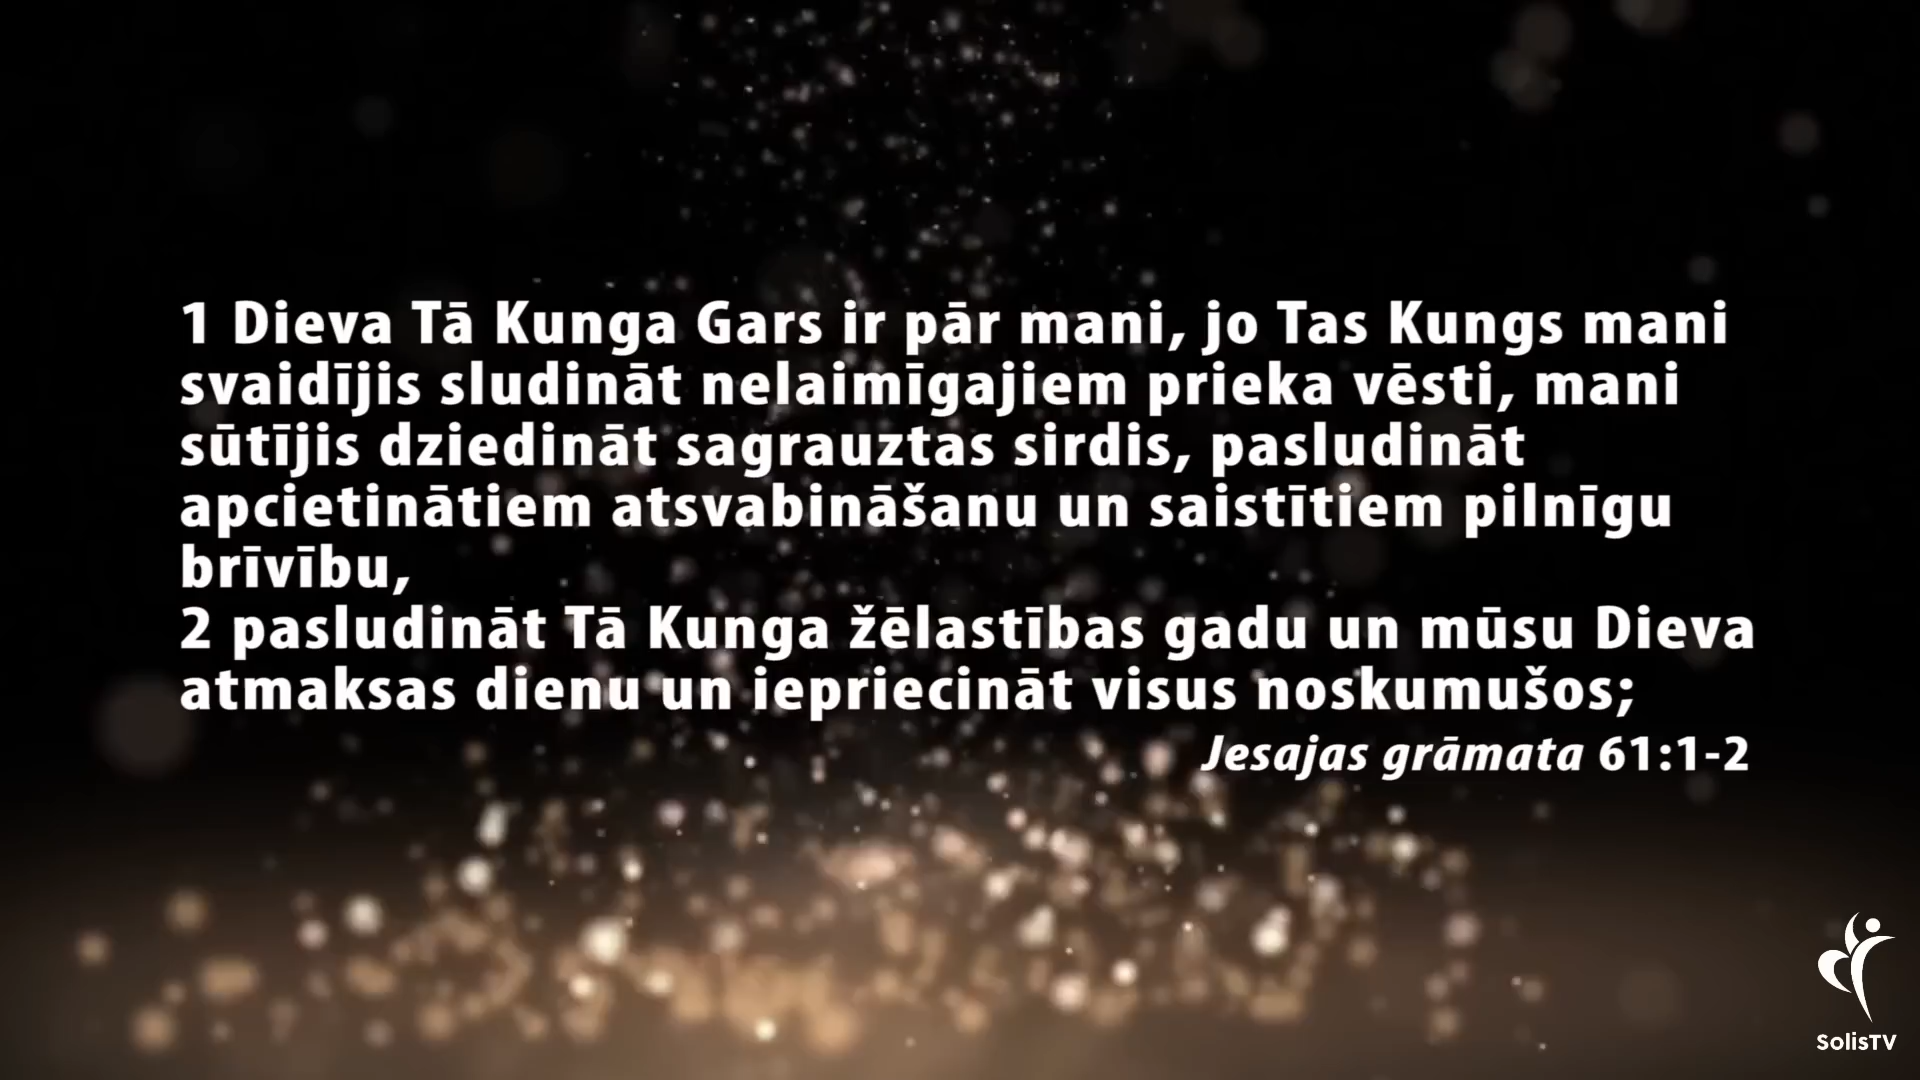 1 Dieva Tā Kunga Gars ir pār mani, jo Tas Kungs mani
svaidījis sludināt nelaimīgajiem prieka vēsti, mani
sūtījis dziedināt sagrauztas sirdis, pasludināt
apcietinātiem atsvabināšanu un saistītiem pilnīgu
brīvību,
2 pasludināt Tā Kunga žēlastības gadu un mūsu Dieva
atmaksas dienu un iepriecināt visus noskumušos;
Jesajas grāmata 61:1-2
SolisTV